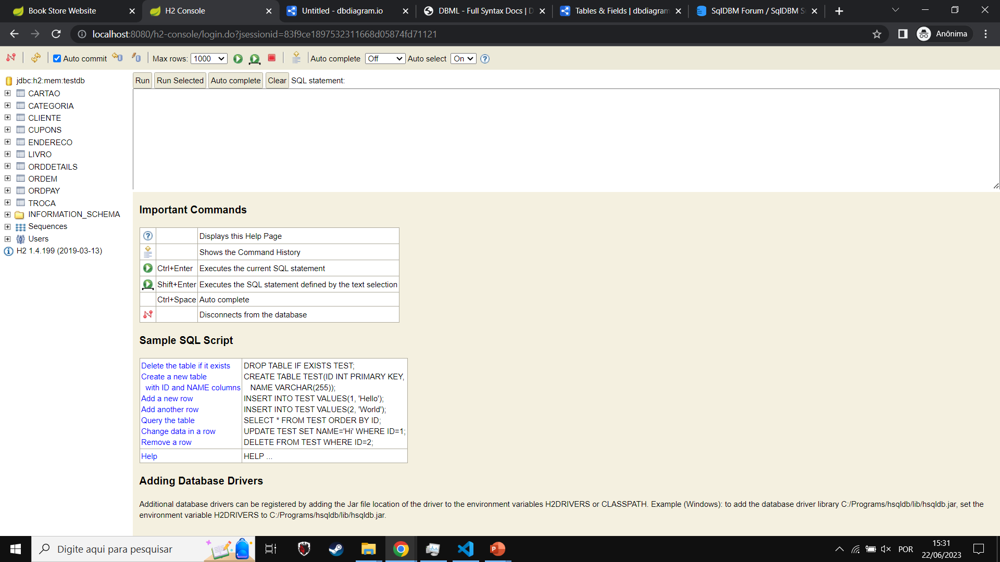 Book Store Website
H2 Console
Untitled - dbdiagram.io
DBML - Full Syntax Docs | D
Tables & Fields | dbdiagram
SqlDBM Forum / SqlDBM S
localhost:8080/h2-console/login.do?jsessionid=83f9ce1897532311668d05874fd71121
Anônima
Auto commit
Max rows: 1000
Auto complete Off
Auto select On
jdbc:h2:mem:testdb
CARTAO
CATEGORIA
CLIENTE
CUPONS
ENDERECO
LIVRO
ORDDETAILS
ORDEM
ORDPAY
TROCA
INFORMATION_SCHEMA
Sequences
Users
H2 1.4.199 (2019-03-13)
Run Run Selected Auto complete Clear SQL statement:
Important Commands
Displays this Help Page
Shows the Command History
Ctrl+Enter Executes the current SQL statement
Shift+Enter Executes the SQL statement defined by the text selection
Ctrl+Space Auto complete
Disconnects from the database
Sample SQL Script
Delete the table if it exists DROP TABLE IF EXISTS TEST;
Create a new table CREATE TABLE TEST(ID INT PRIMARY KEY,
with ID and NAME columns NAME VARCHAR(255));
Add a new row INSERT INTO TEST VALUES(1, 'Hello');
Add another row INSERT INTO TEST VALUES(2, 'World');
Query the table SELECT * FROM TEST ORDER BY ID;
Change data in a row UPDATE TEST SET NAME='Hi' WHERE ID=1;
Remove a row DELETE FROM TEST WHERE ID=2;
Help HELP ...
Adding Database Drivers
Additional database drivers can be registered by adding the Jar file location of the driver to the environment variables H2DRIVERS or CLASSPATH. Example (Windows): to add the database driver library C:/Programs/hsqldb/lib/hsqldb.jar, set the
environment variable H2DRIVERS to C:/Programs/hsqldb/lib/hsqldb.jar.
Digite aqui para pesquisar
POR
15:31
22/06/2023